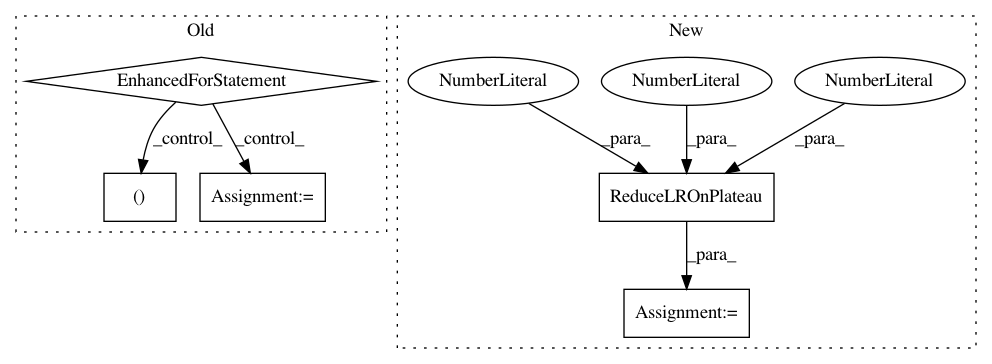 Old
New
EnhancedForStatement
NumberLiteral
NumberLiteral
NumberLiteral
_control_
_control_
_para_
_para_
_para_
()
Assignment:=
ReduceLROnPlateau
_para_
Assignment:=